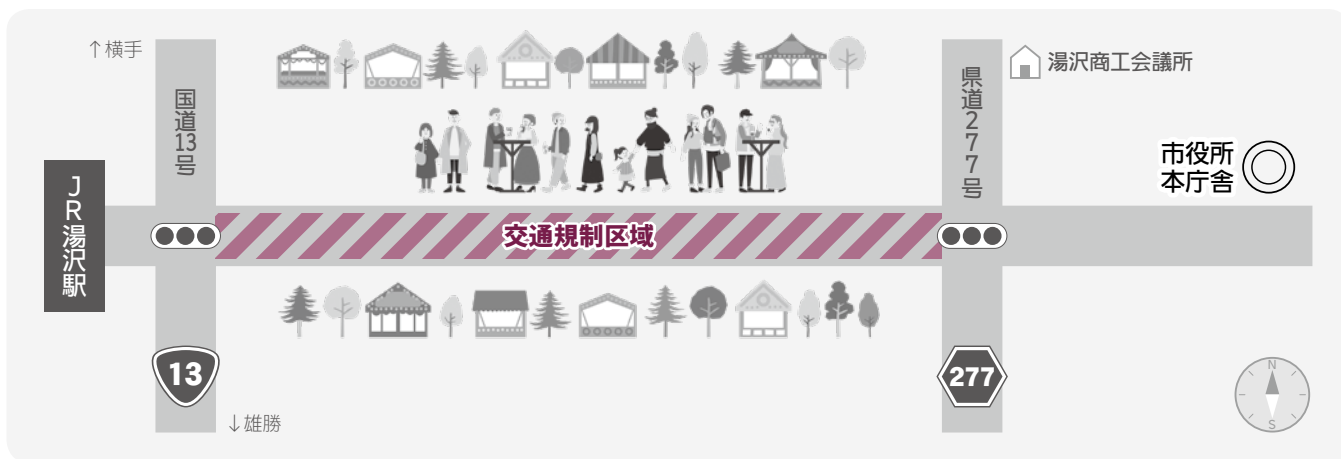 ↑横手
国道13号
県道277号
湯沢商工会議所
市役所
本庁舎
JR湯沢駅
交通規制区域
13
277
↓雄勝
N
S